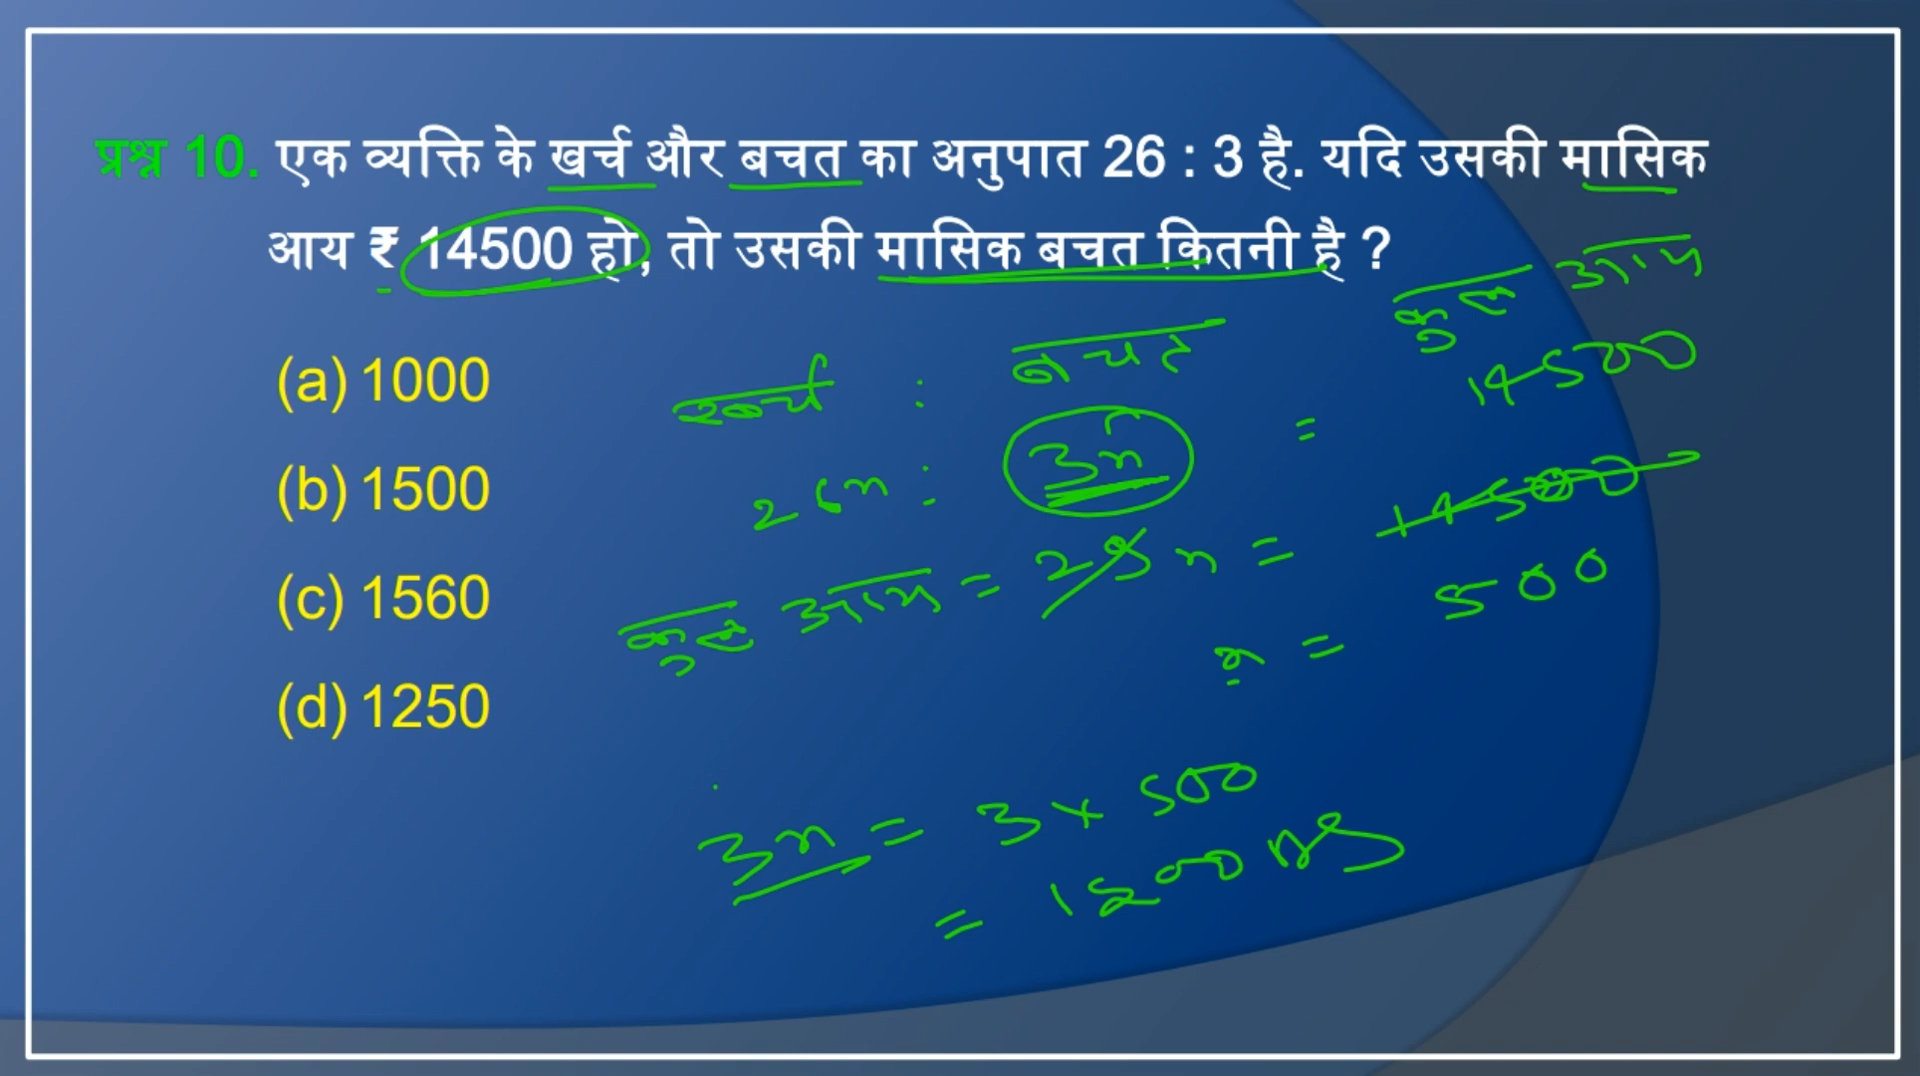 प्रश्न 10. एक व्यक्ति के खर्च और बचत का अनुपात 26 : 3 है. यदि उसकी मासिक
आय ₹ 14500 हो, तो उसकी मासिक बचत कितनी है ?
(a) 1000
(b) 1500
(c) 1560
(d) 1250
खर्च : बचत = कुल आय
14500
26x : 3x
14500
कुल आय = 29x =
x = 500
3x = 3 × 500
= 1500 Rs